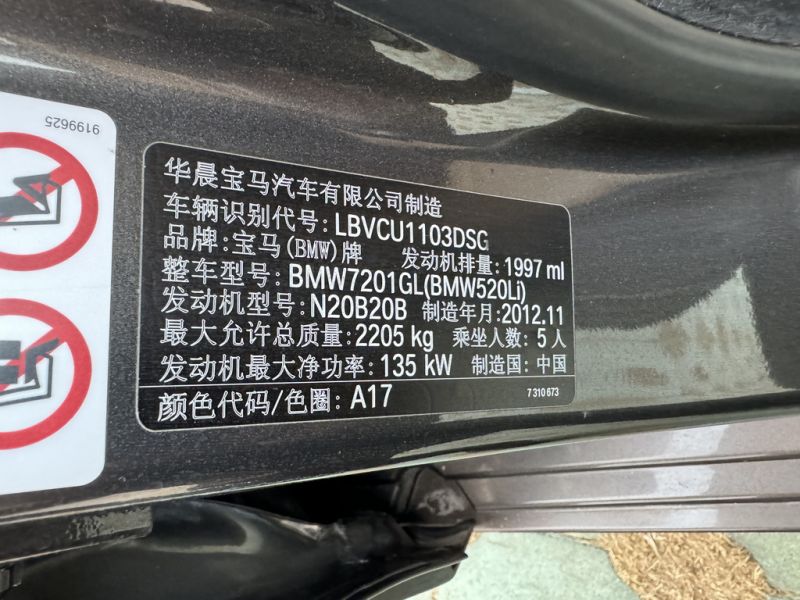 9199625
华晨宝马汽车有限公司制造
车辆识别代号: LBVCU1103DSG
品牌: 宝马(BMW)牌 发动机排量: 1997 ml
整车型号: BMW7201GL(BMW520Li)
发动机型号: N20B20B 制造年月: 2012.11
最大允许总质量: 2205 kg 乘坐人数: 5人
发动机最大净功率: 135 kW 制造国: 中国
颜色代码/色圈: A17 7310673